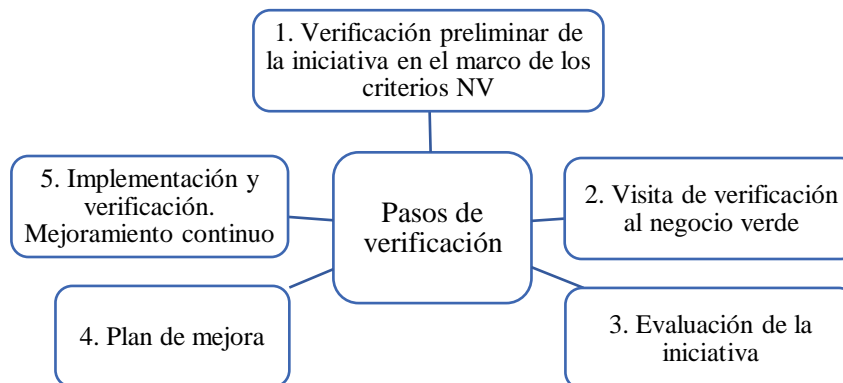 1. Verificación preliminar de
la iniciativa en el marco de los
criterios NV
Pasos de
verificación
2. Visita de verificación
al negocio verde
3. Evaluación de la
iniciativa
4. Plan de mejora
5. Implementación y
verificación.
Mejoramiento continuo